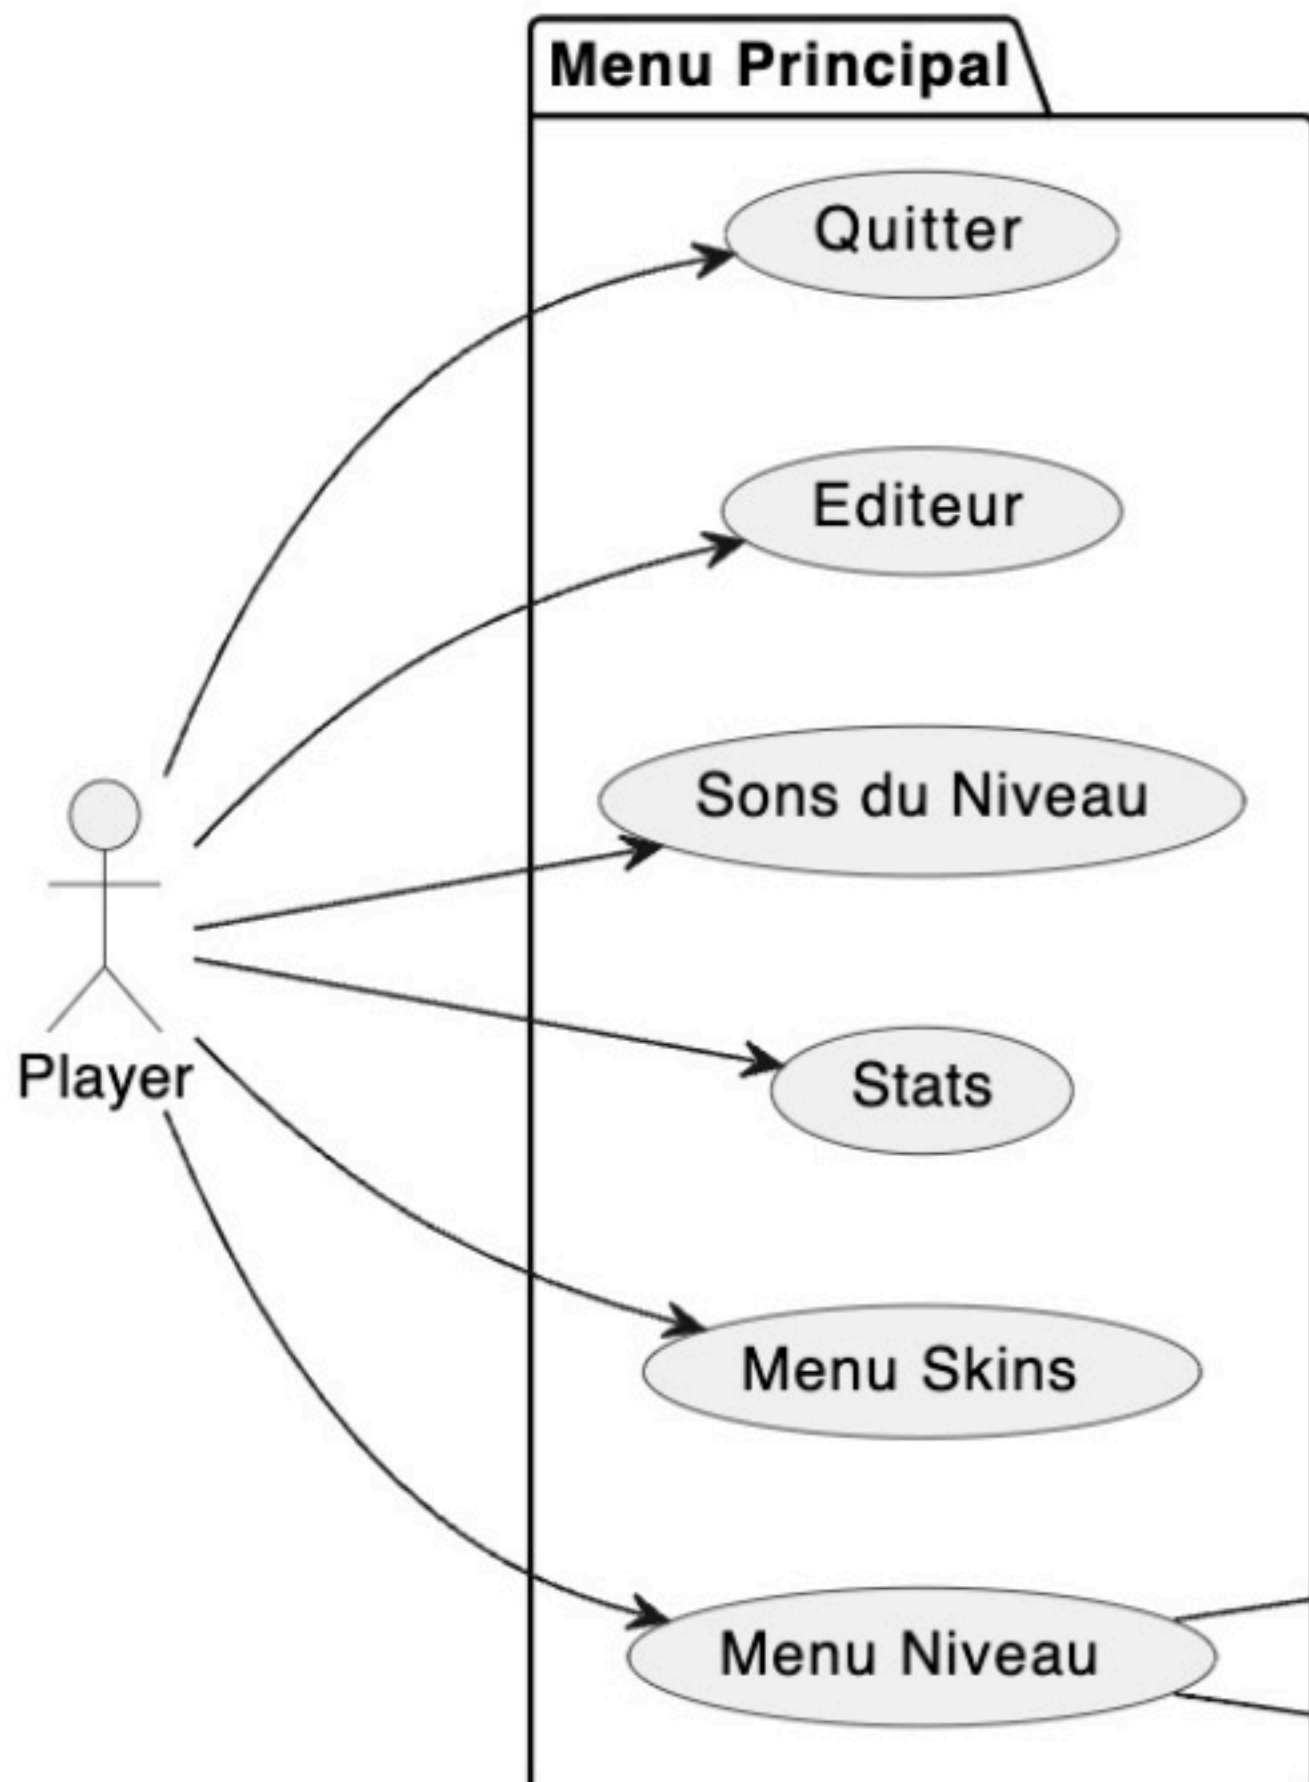 Menu Principal
Quitter
Editeur
Sons du Niveau
Stats
Player
Menu Skins
Menu Niveau